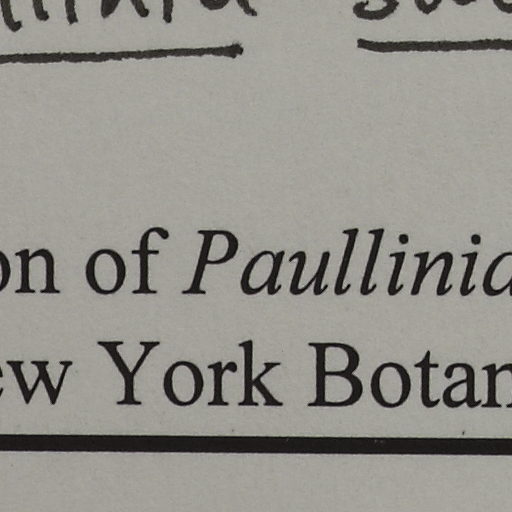 on of Paullinia
ew York Botan